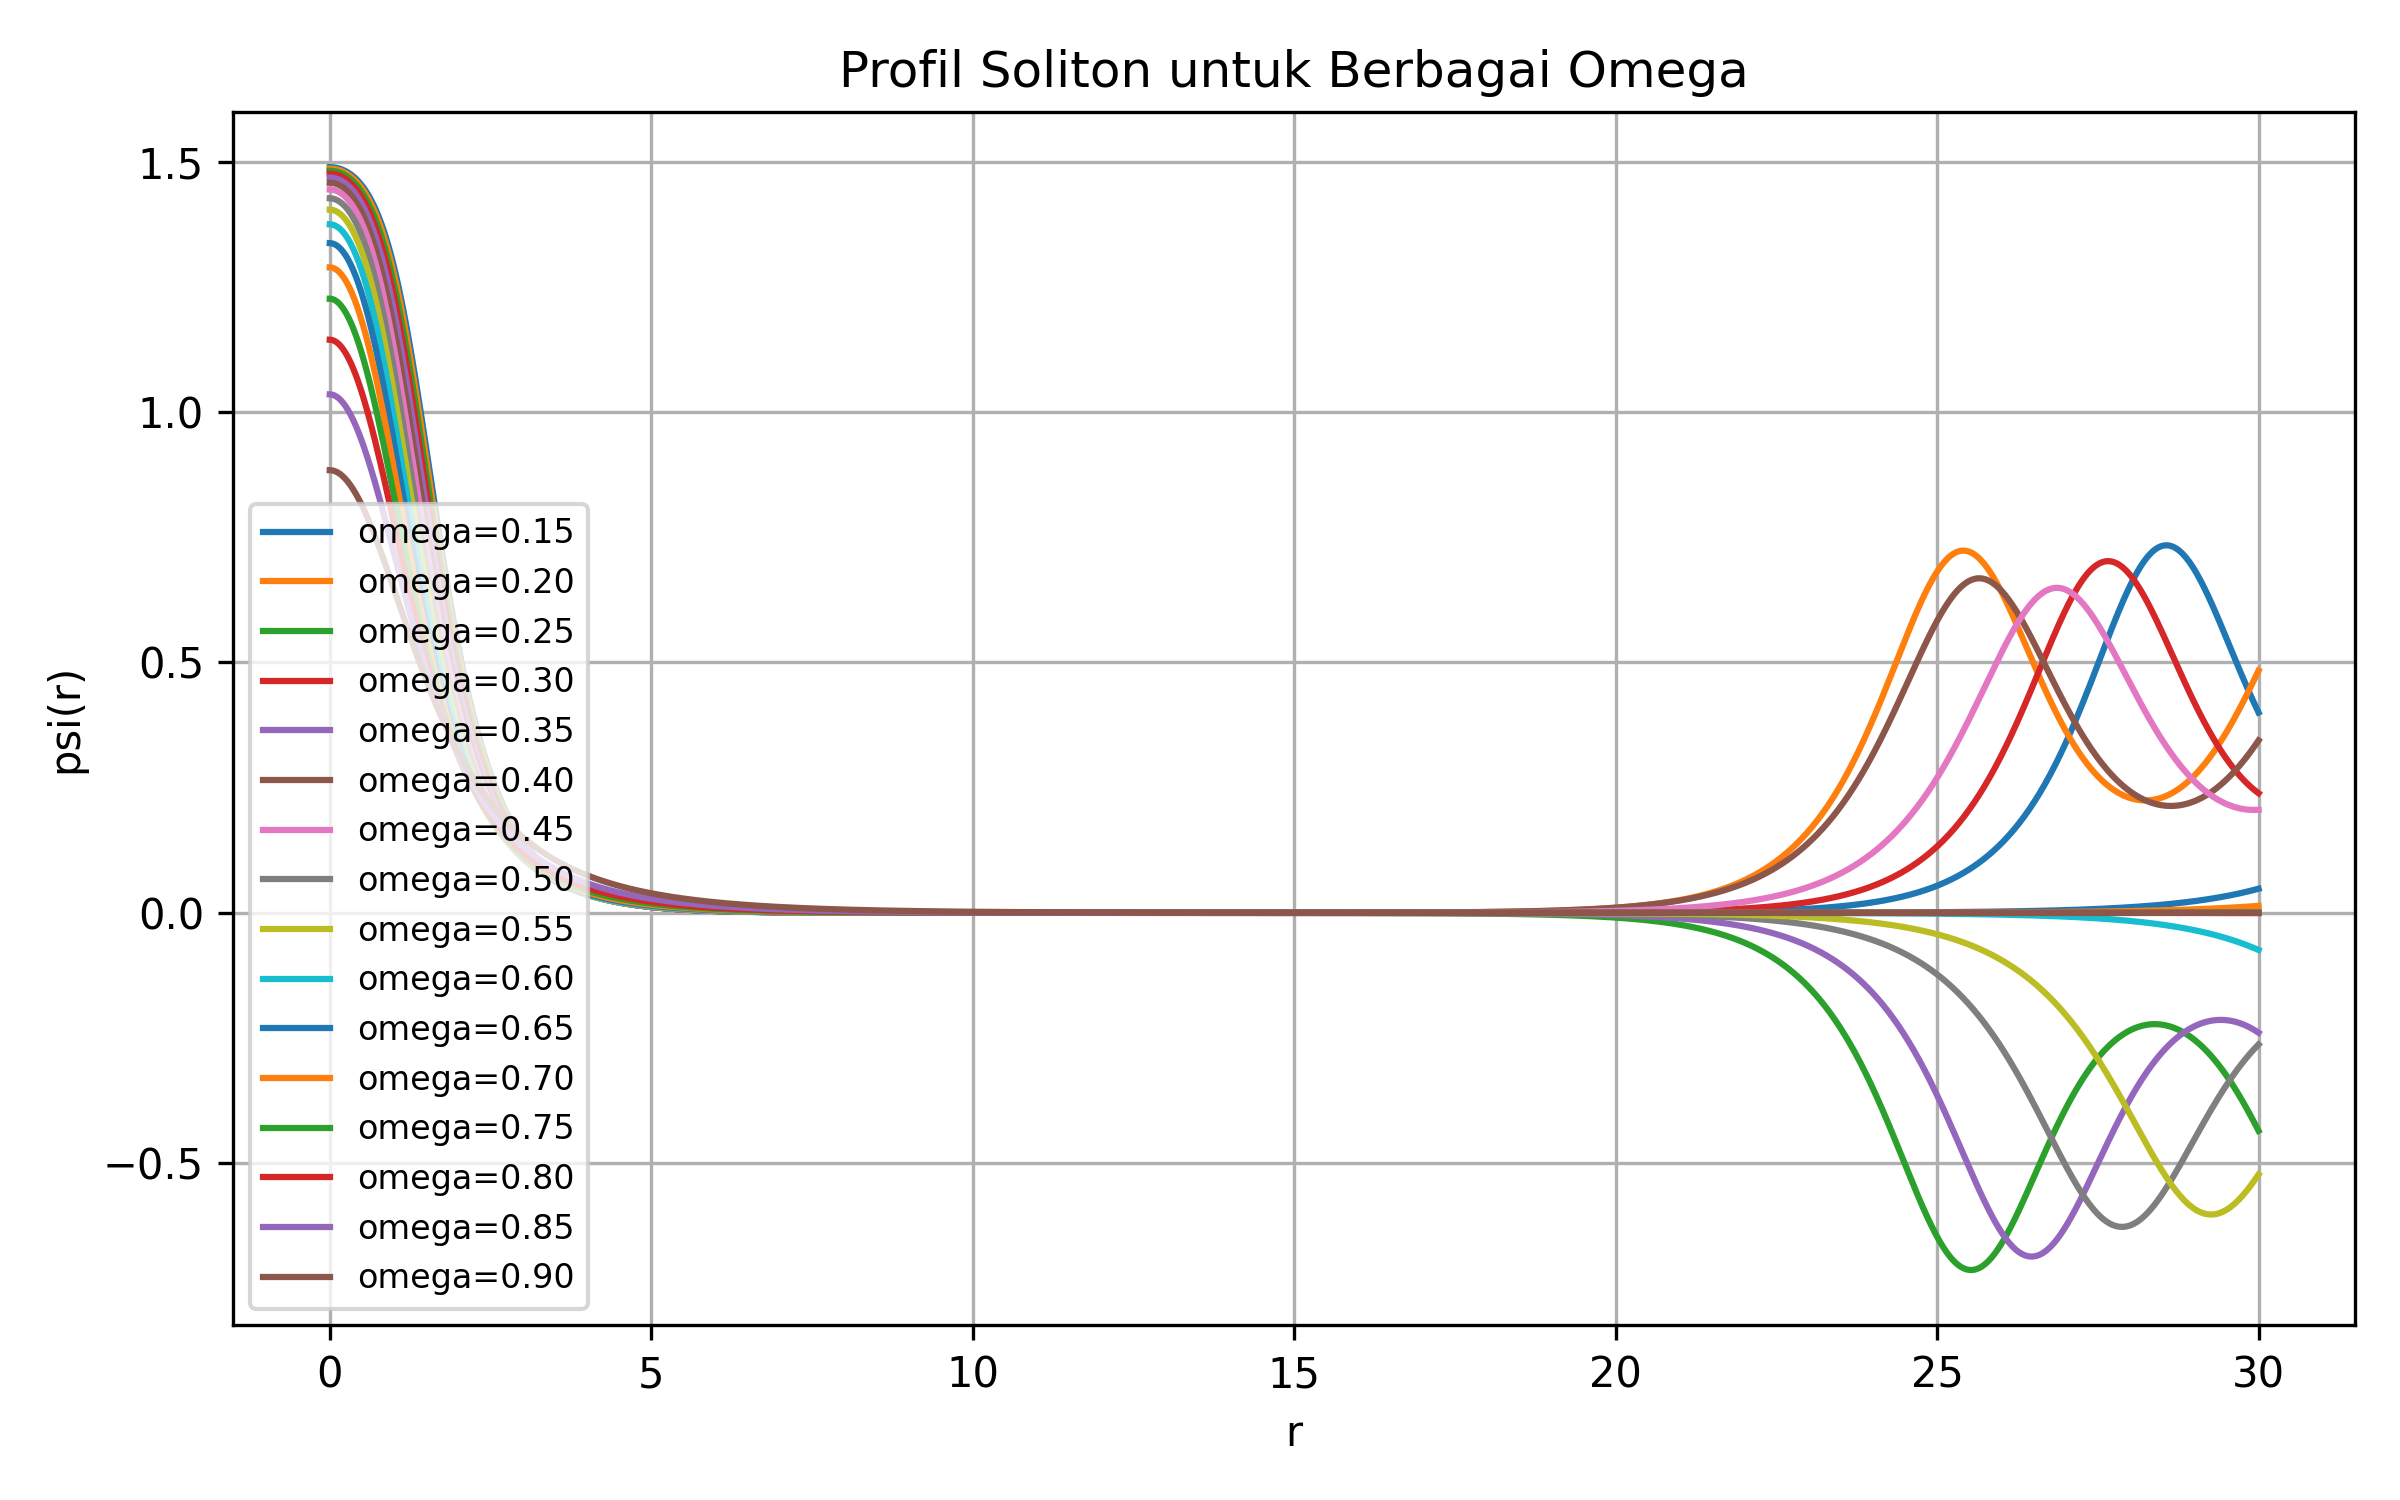 Profil Soliton untuk Berbagai Omega
psi(r)
1.5
1.0
0.5
0.0
−0.5
omega=0.15
omega=0.20
omega=0.25
omega=0.30
omega=0.35
omega=0.40
omega=0.45
omega=0.50
omega=0.55
omega=0.60
omega=0.65
omega=0.70
omega=0.75
omega=0.80
omega=0.85
omega=0.90
0 5 10 15 20 25 30
r